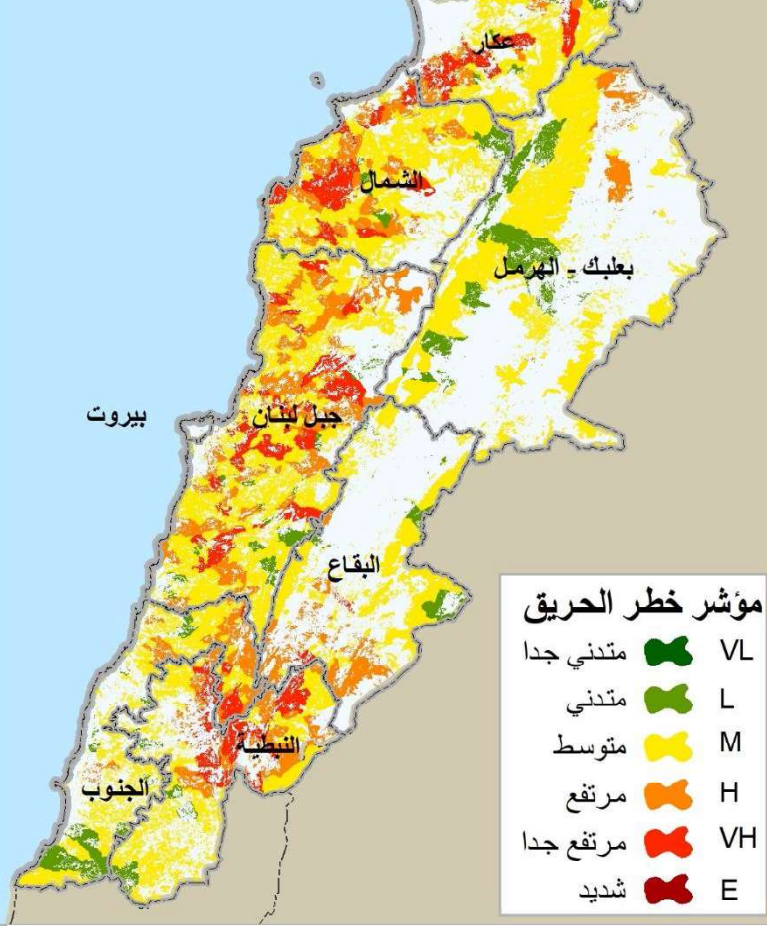 عكار
الشمال
بعلبك - الهرمل
بيروت
جبل لبنان
البقاع
النبطية
الجنوب
مؤشر خطر الحريق
متدني جدا VL
متدني L
متوسط M
مرتفع H
مرتفع جدا VH
شديد E